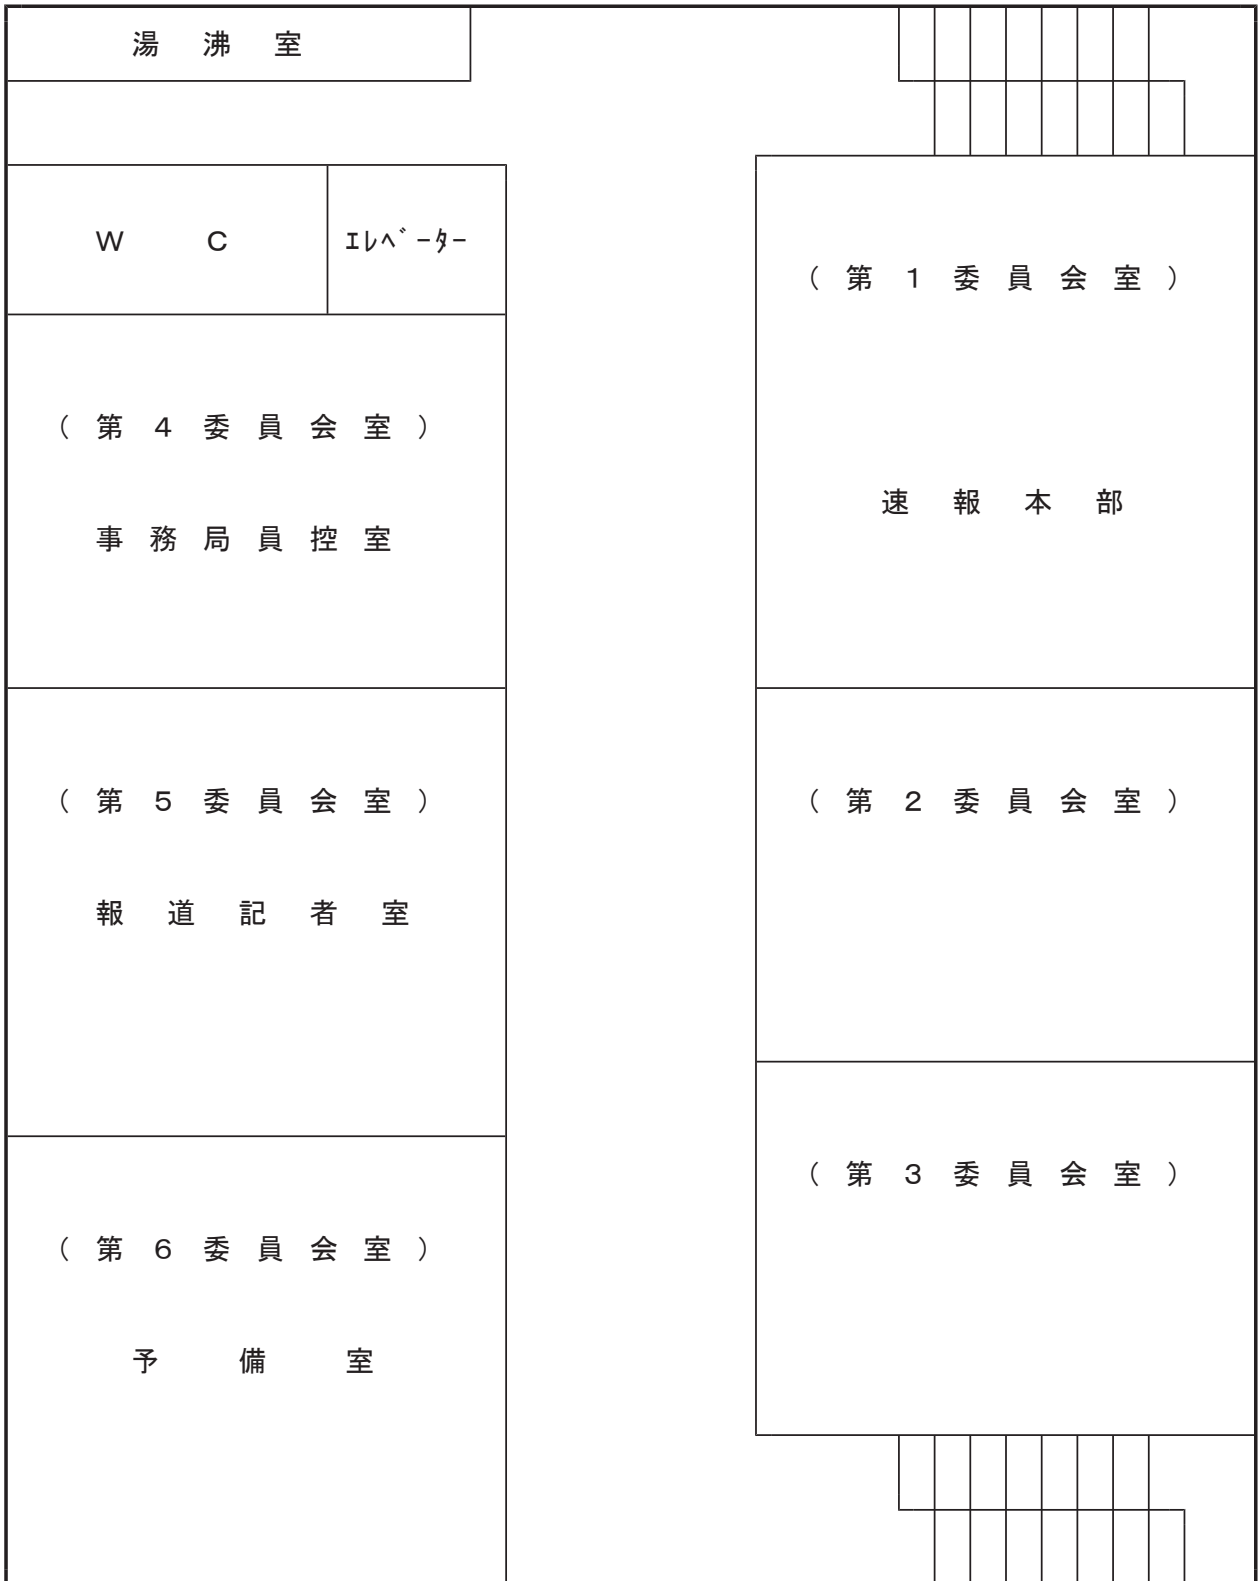 湯沸室
WC
ｴﾚﾍﾞｰﾀｰ
(第4委員会室)
事務局員控室
(第5委員会室)
報道記者室
(第6委員会室)
予備室
(第1委員会室)
速報本部
(第2委員会室)
(第3委員会室)